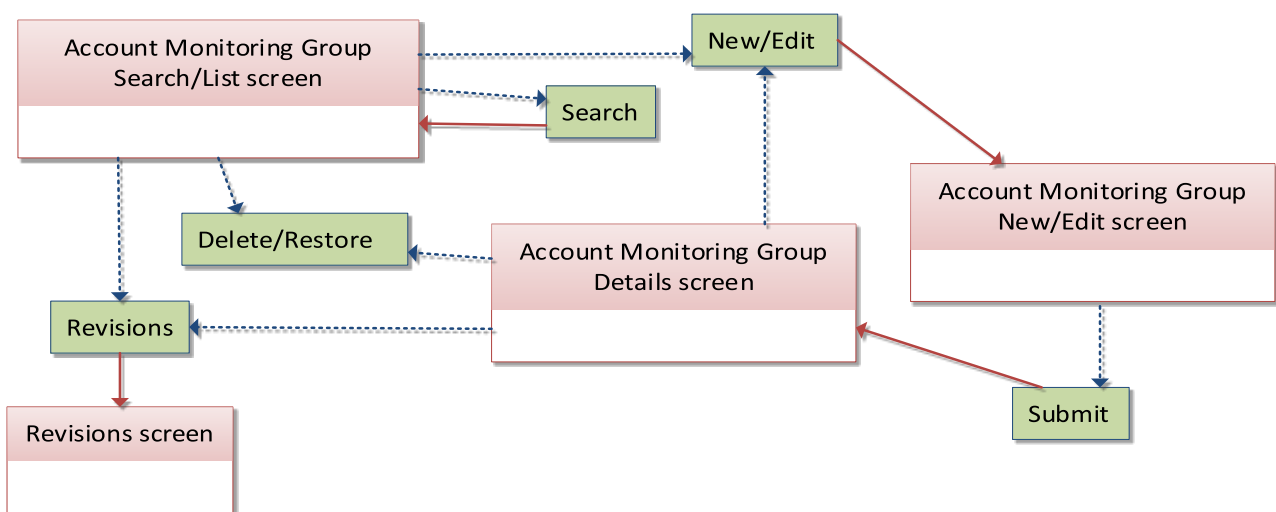 Account Monitoring Group
Search/List screen
New/Edit
Search
Account Monitoring Group
New/Edit screen
Delete/Restore
Account Monitoring Group
Details screen
Revisions
Submit
Revisions screen